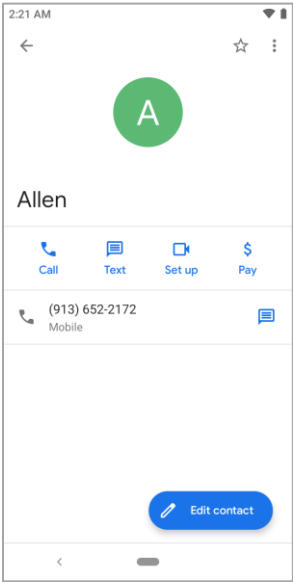 2:21 AM
A
Allen
Call Text Set up Pay
(913) 652-2172
Mobile
Edit contact